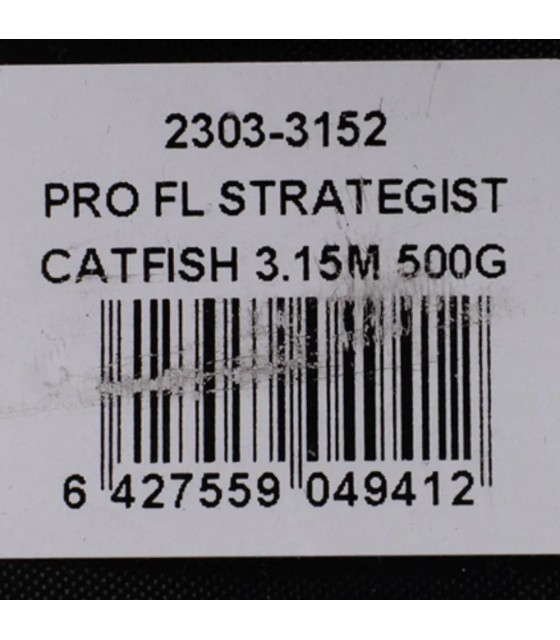 2303-3152
PRO FL STRATEGIST
CATFISH 3.15M 500G
6 427559 049412